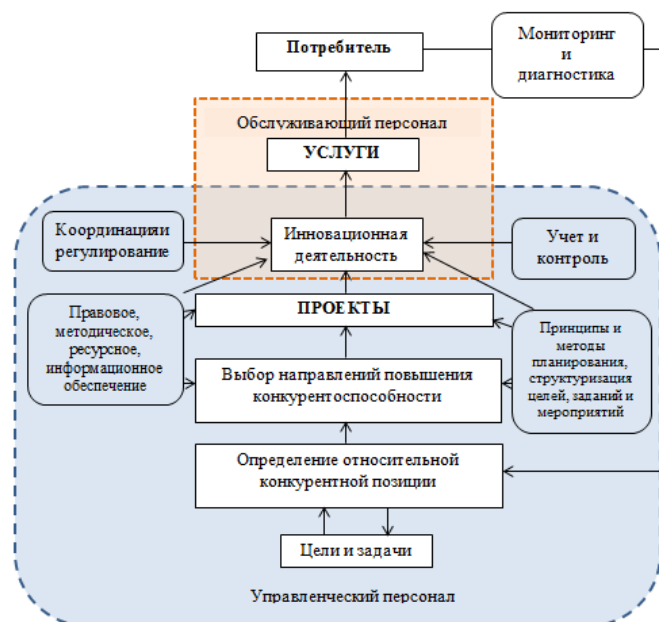 Потребитель
Мониторинг
и
диагностика
Обслуживающий персонал
УСЛУГИ
Координация и
регулирование
Инновационная
деятельность
Учет и
контроль
Правовое,
методическое,
ресурсное,
информационное
обеспечение
ПРОЕКТЫ
Принципы и
методы
планирования,
структуризация
целей, заданий и
мероприятий
Выбор направлений повышения
конкурентоспособности
Определение относительной
конкурентной позиции
Цели и задачи
Управленческий персонал